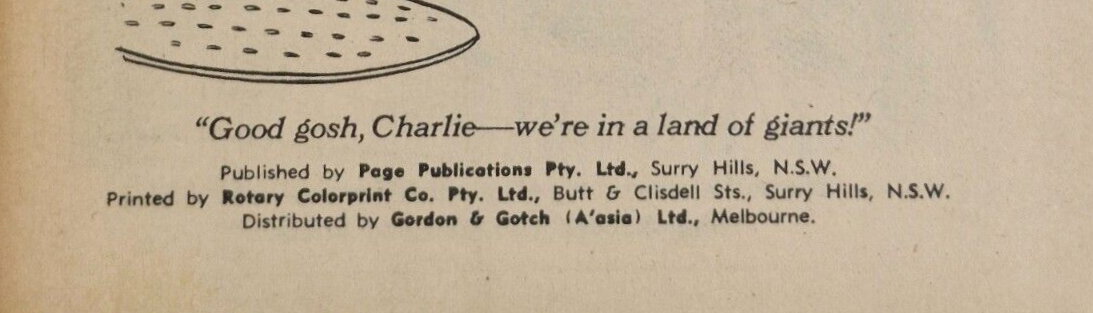 “Good gosh, Charlie—we’re in a land of giants!”
Published by Page Publications Pty. Ltd., Surry Hills, N.S.W.
Printed by Rotary Colorprint Co. Pty. Ltd., Butt & Clisdell Sts., Surry Hills, N.S.W.
Distributed by Gordon & Gotch (A’asia) Ltd., Melbourne.